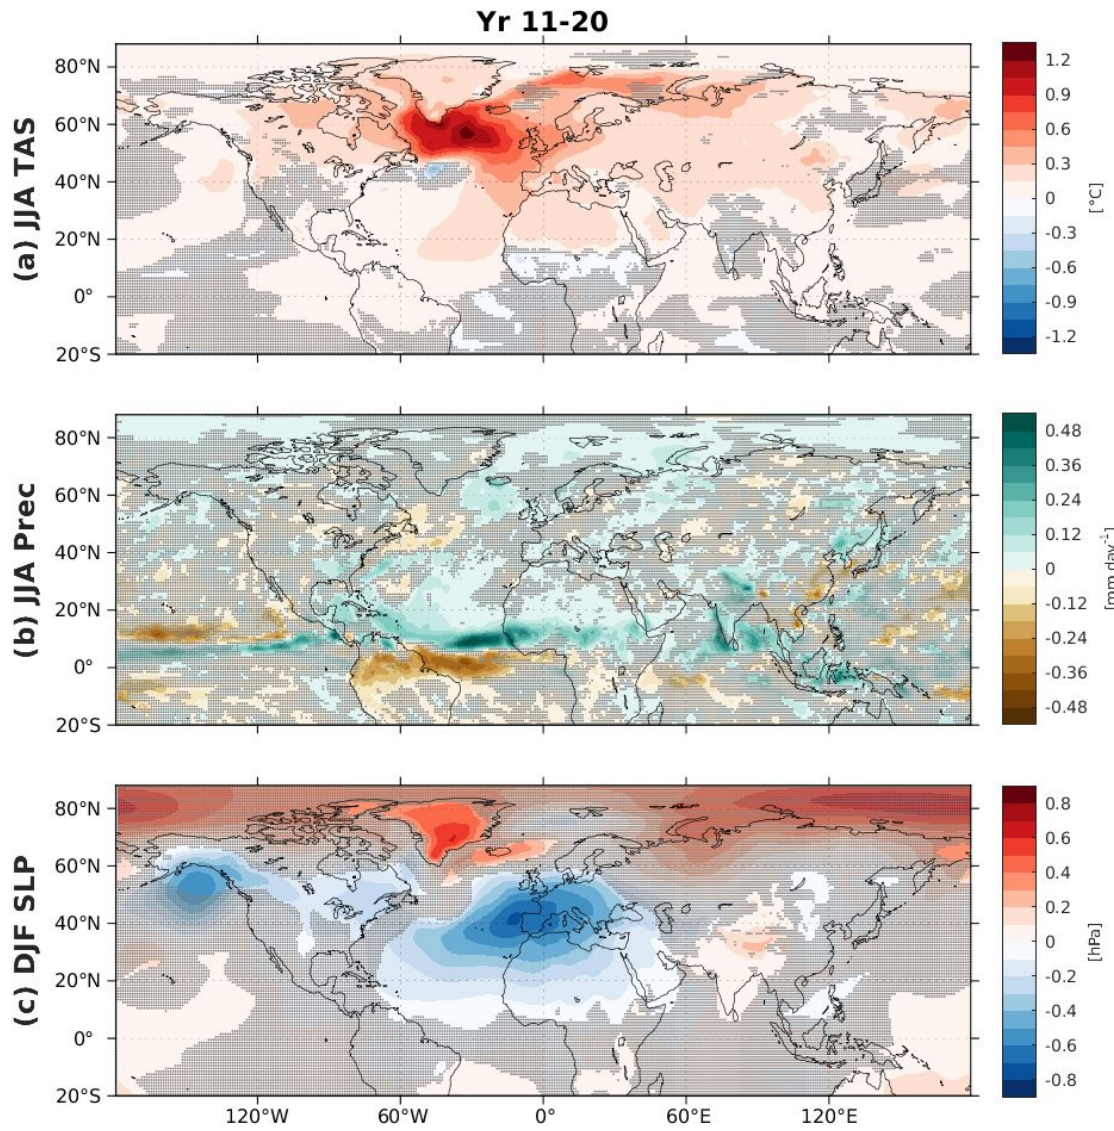 Yr 11-20
(a) JJA TAS
80°N
60°N
40°N
20°N
0°
20°S
1.2
0.9
0.6
0.3
0
-0.3
-0.6
-0.9
-1.2
[°C]
(b) JJA Prec
80°N
60°N
40°N
20°N
0°
20°S
0.48
0.36
0.24
0.12
0
-0.12
-0.24
-0.36
-0.48
[mm day⁻¹]
(c) DJF SLP
80°N
60°N
40°N
20°N
0°
20°S
120°W 60°W 0° 60°E 120°E
0.8
0.6
0.4
0.2
0
-0.2
-0.4
-0.6
-0.8
[hPa]